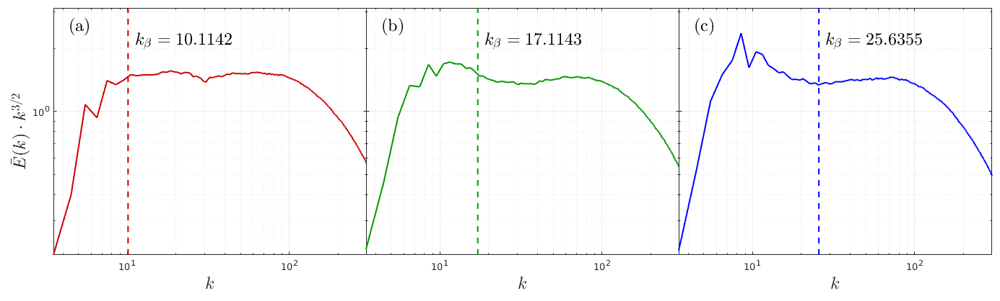 (a) k_β = 10.1142
(b) k_β = 17.1143
(c) k_β = 25.6355
Ē(k) · k^{3/2}
10^0
10^1 10^2
10^1 10^2
10^1 10^2
k
k
k